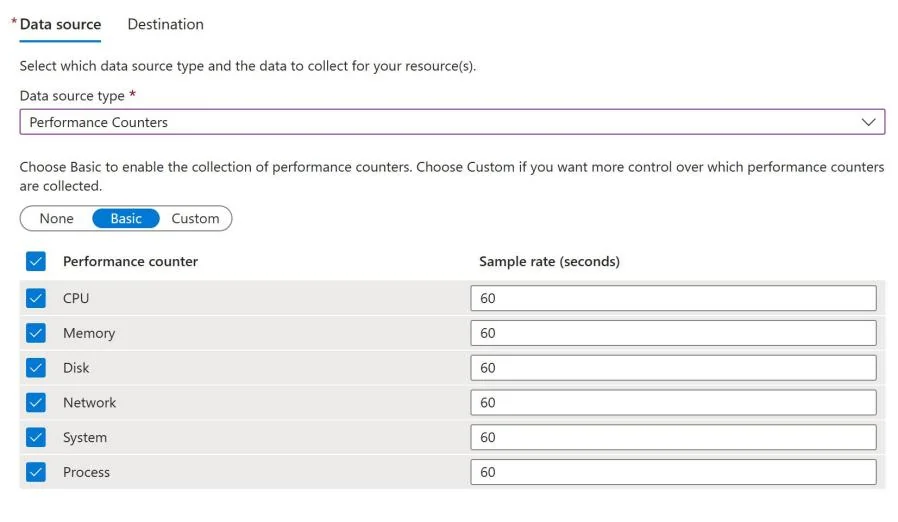 * Data source Destination
Select which data source type and the data to collect for your resource(s).
Data source type *
Performance Counters
Choose Basic to enable the collection of performance counters. Choose Custom if you want more control over which performance counters
are collected.
None Basic Custom
Performance counter Sample rate (seconds)
CPU 60
Memory 60
Disk 60
Network 60
System 60
Process 60